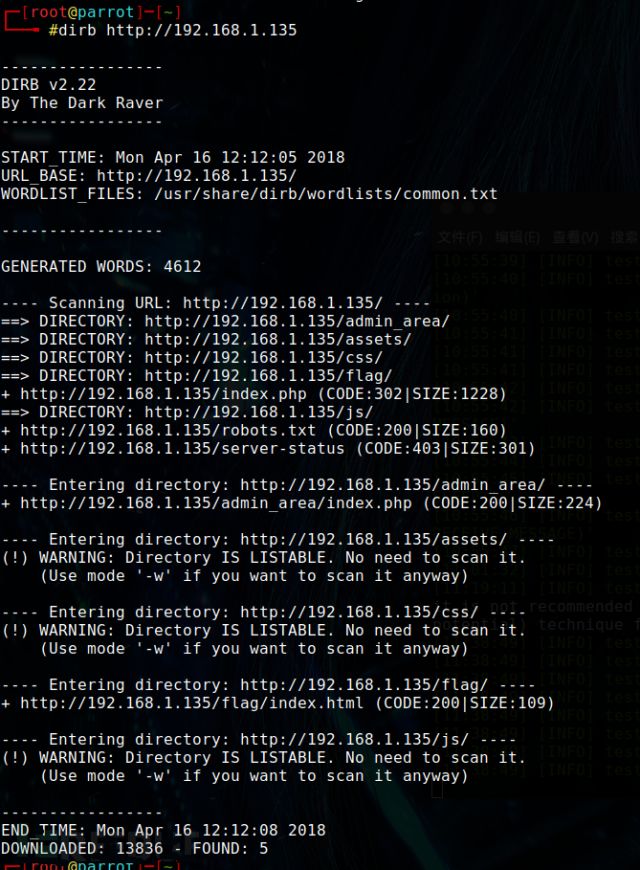 ┌─[root@parrot]─[~]
└──╼ #dirb http://192.168.1.135
-----------------
DIRB v2.22
By The Dark Raver
-----------------
START_TIME: Mon Apr 16 12:12:05 2018
URL_BASE: http://192.168.1.135/
WORDLIST_FILES: /usr/share/dirb/wordlists/common.txt
-----------------
文件(F) 编辑(E) 查看(V) 搜索
GENERATED WORDS: 4612
---- Scanning URL: http://192.168.1.135/ ----
==> DIRECTORY: http://192.168.1.135/admin_area/
==> DIRECTORY: http://192.168.1.135/assets/
==> DIRECTORY: http://192.168.1.135/css/
==> DIRECTORY: http://192.168.1.135/flag/
+ http://192.168.1.135/index.php (CODE:302|SIZE:1228)
==> DIRECTORY: http://192.168.1.135/js/
+ http://192.168.1.135/robots.txt (CODE:200|SIZE:160)
+ http://192.168.1.135/server-status (CODE:403|SIZE:301)
---- Entering directory: http://192.168.1.135/admin_area/ ----
+ http://192.168.1.135/admin_area/index.php (CODE:200|SIZE:224)
---- Entering directory: http://192.168.1.135/assets/ ----
(!) WARNING: Directory IS LISTABLE. No need to scan it.
(Use mode '-w' if you want to scan it anyway)
---- Entering directory: http://192.168.1.135/css/ ----
(!) WARNING: Directory IS LISTABLE. No need to scan it.
(Use mode '-w' if you want to scan it anyway)
---- Entering directory: http://192.168.1.135/flag/ ----
+ http://192.168.1.135/flag/index.html (CODE:200|SIZE:109)
---- Entering directory: http://192.168.1.135/js/ ----
(!) WARNING: Directory IS LISTABLE. No need to scan it.
(Use mode '-w' if you want to scan it anyway)
-----------------
END_TIME: Mon Apr 16 12:12:08 2018
DOWNLOADED: 13836 - FOUND: 5
┌─[root@parrot]─[~]